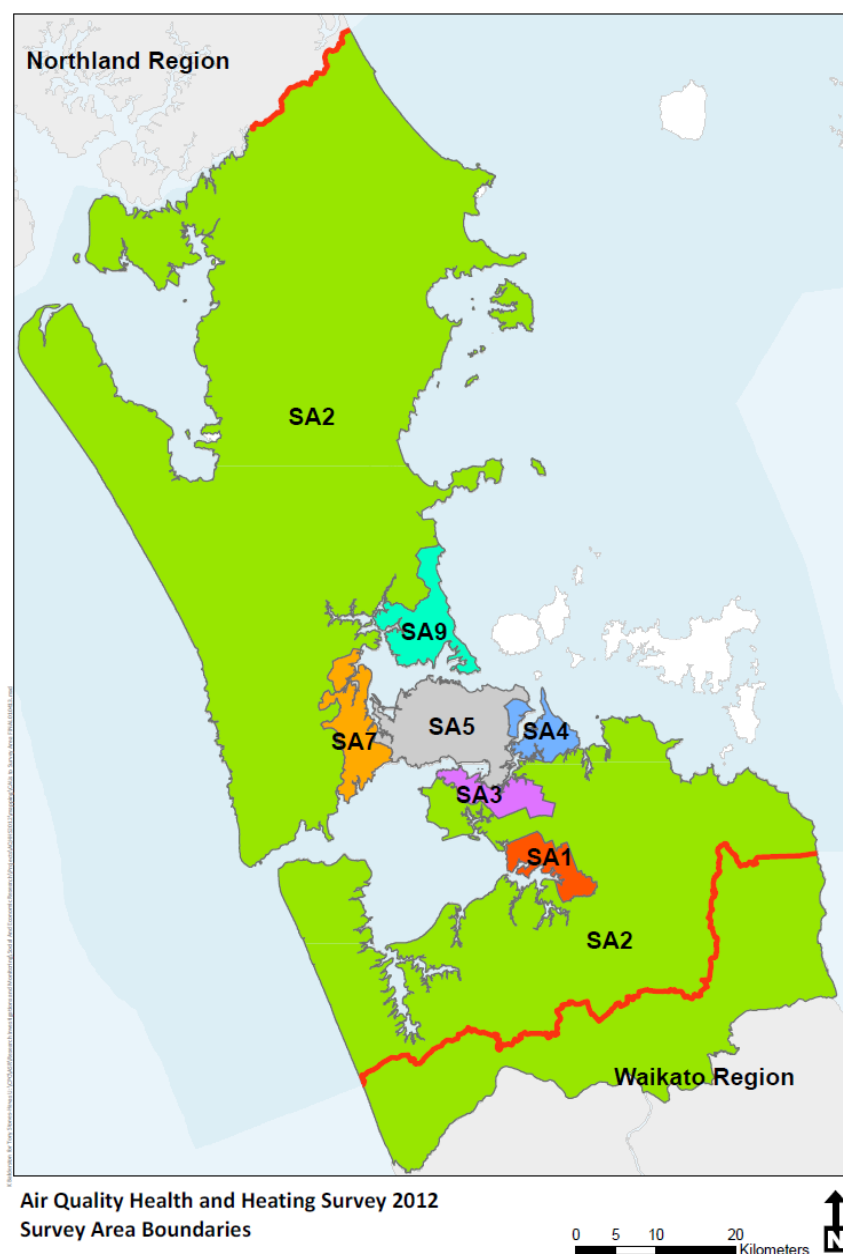 Northland Region
SA2
SA9
SA7
SA5
SA4
SA3
SA1
SA2
Waikato Region
Air Quality Health and Heating Survey 2012
Survey Area Boundaries
0 5 10 20
Kilometers
N